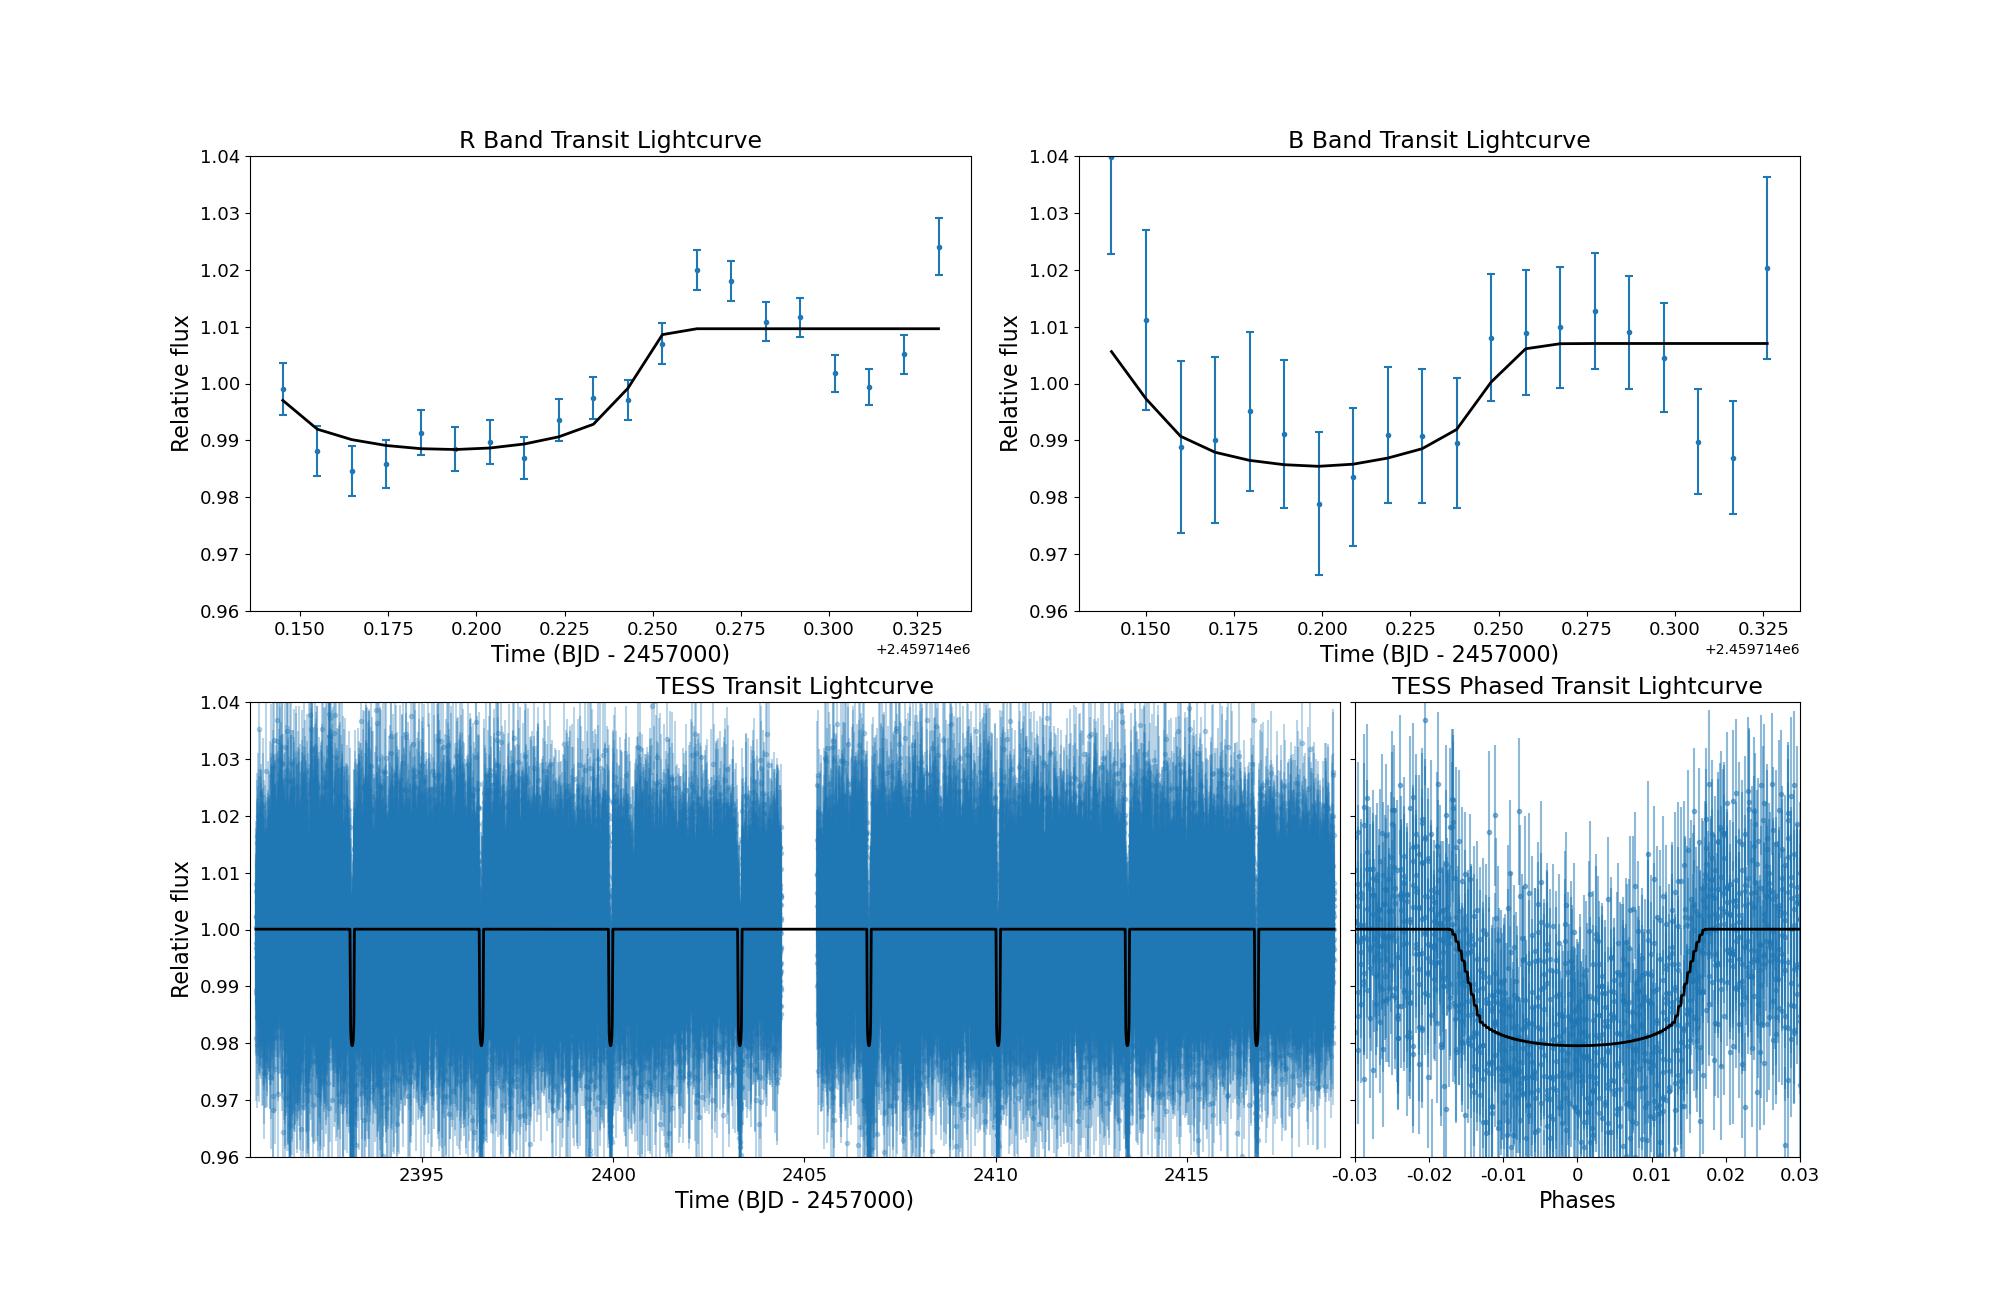 R Band Transit Lightcurve
1.04
1.03
1.02
1.01
1.00
0.99
0.98
0.97
0.96
Relative flux
0.150 0.175 0.200 0.225 0.250 0.275 0.300 0.325
Time (BJD - 2457000)
+2.459714e6
B Band Transit Lightcurve
1.04
1.03
1.02
1.01
1.00
0.99
0.98
0.97
0.96
Relative flux
0.150 0.175 0.200 0.225 0.250 0.275 0.300 0.325
Time (BJD - 2457000)
+2.459714e6
TESS Transit Lightcurve
1.04
1.03
1.02
1.01
1.00
0.99
0.98
0.97
0.96
Relative flux
2395 2400 2405 2410 2415
Time (BJD - 2457000)
TESS Phased Transit Lightcurve
-0.03 -0.02 -0.01 0 0.01 0.02 0.03
Phases